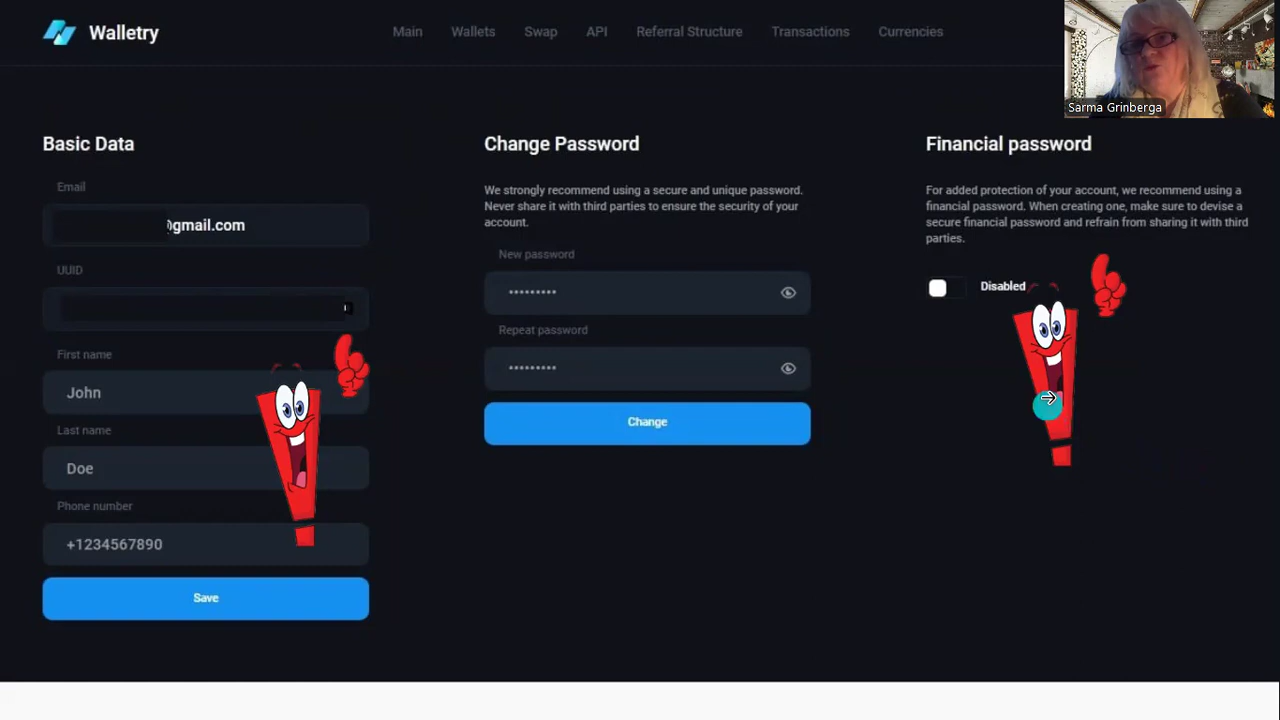 Walletry
Main
Wallets
Swap
API
Referral Structure
Transactions
Currencies
Sarma Grinberga
Basic Data
Email
@gmail.com
UUID
First name
John
Last name
Doe
Phone number
+1234567890
Save
Change Password
We strongly recommend using a secure and unique password.
Never share it with third parties to ensure the security of your
account.
New password
•••••••••
Repeat password
•••••••••
Change
Financial password
For added protection of your account, we recommend using a
financial password. When creating one, make sure to devise a
secure financial password and refrain from sharing it with third
parties.
Disabled